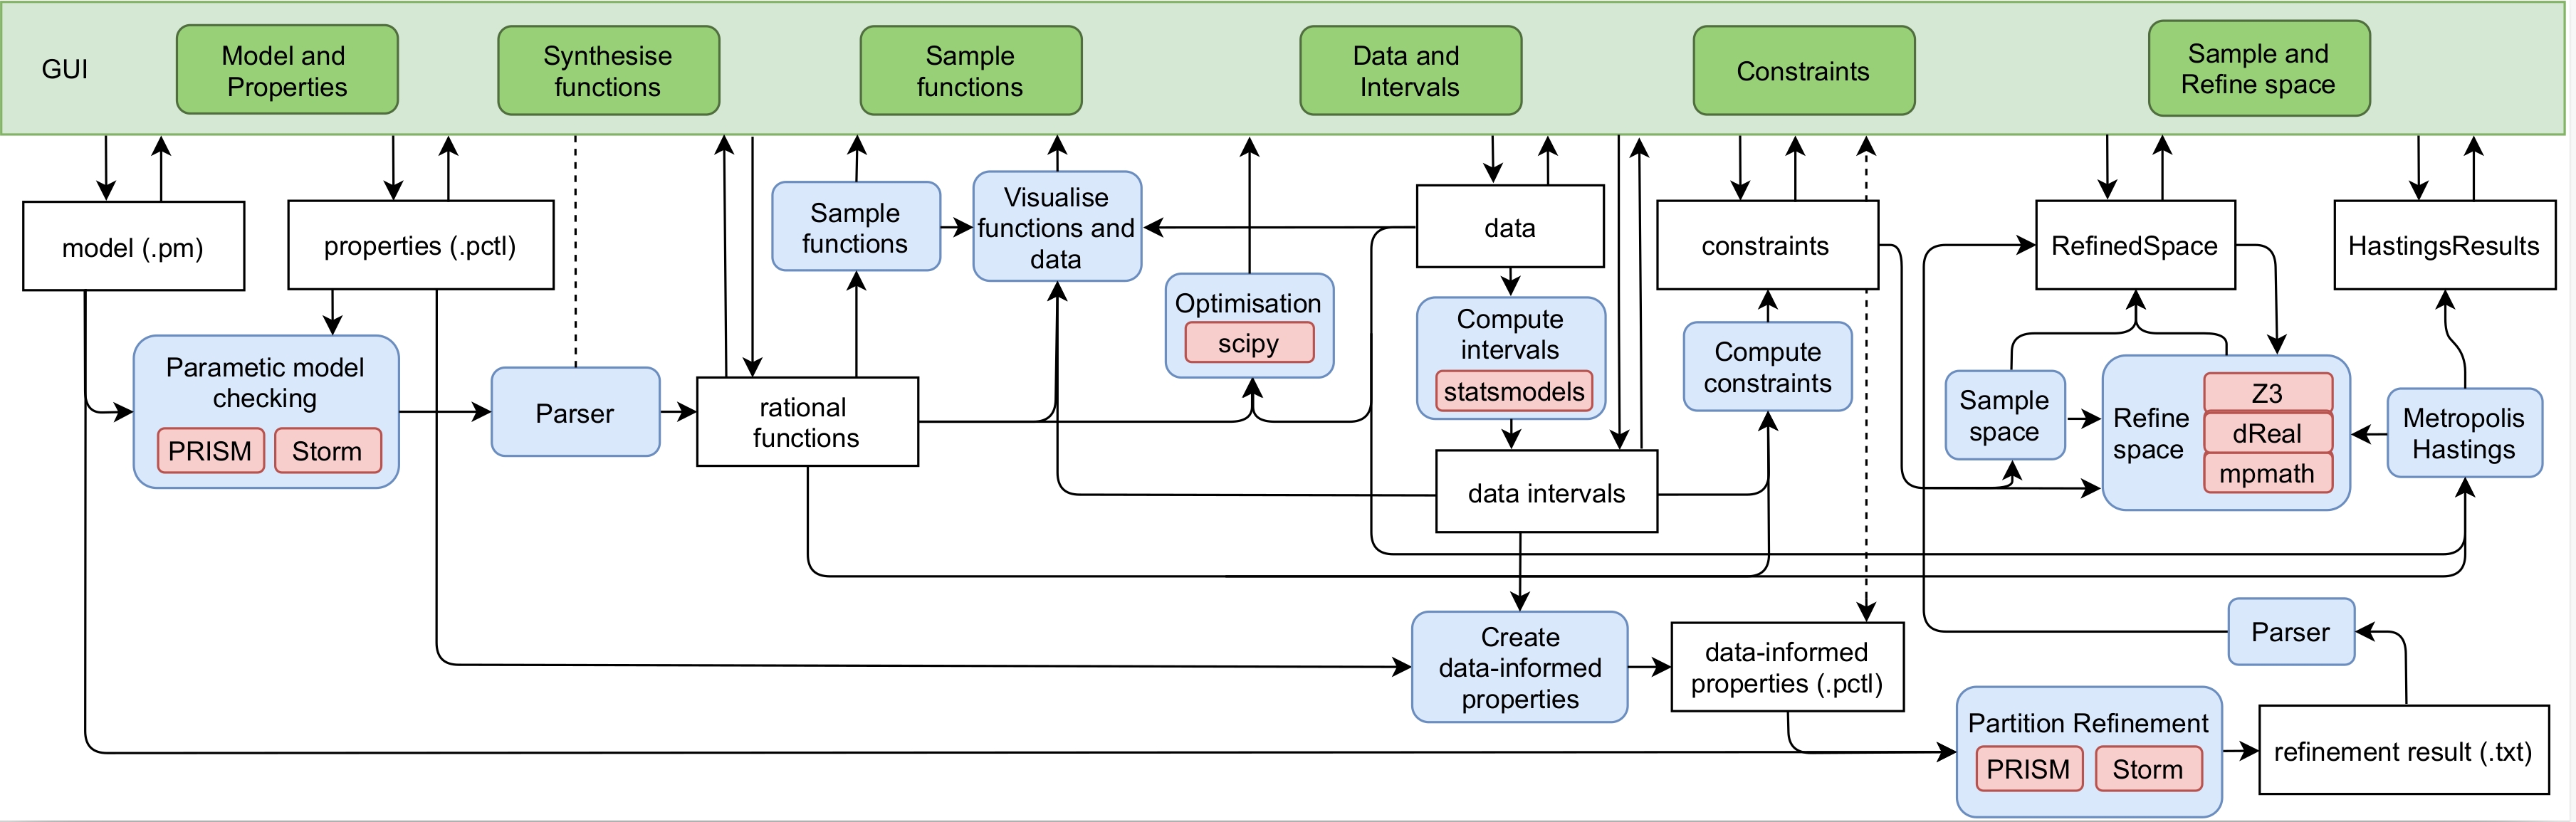 GUI
Model and
Properties
Synthesise
functions
Sample
functions
Data and
Intervals
Constraints
Sample and
Refine space
model (.pm)
properties (.pctl)
Sample
functions
Visualise
functions and
data
data
constraints
RefinedSpace
HastingsResults
Optimisation
scipy
Compute
intervals
statsmodels
Compute
constraints
Parametic model
checking
PRISM
Storm
Parser
rational
functions
data intervals
Sample
space
Refine
space
Z3
dReal
mpmath
Metropolis
Hastings
Create
data-informed
properties
data-informed
properties (.pctl)
Parser
Partition Refinement
PRISM
Storm
refinement result (.txt)